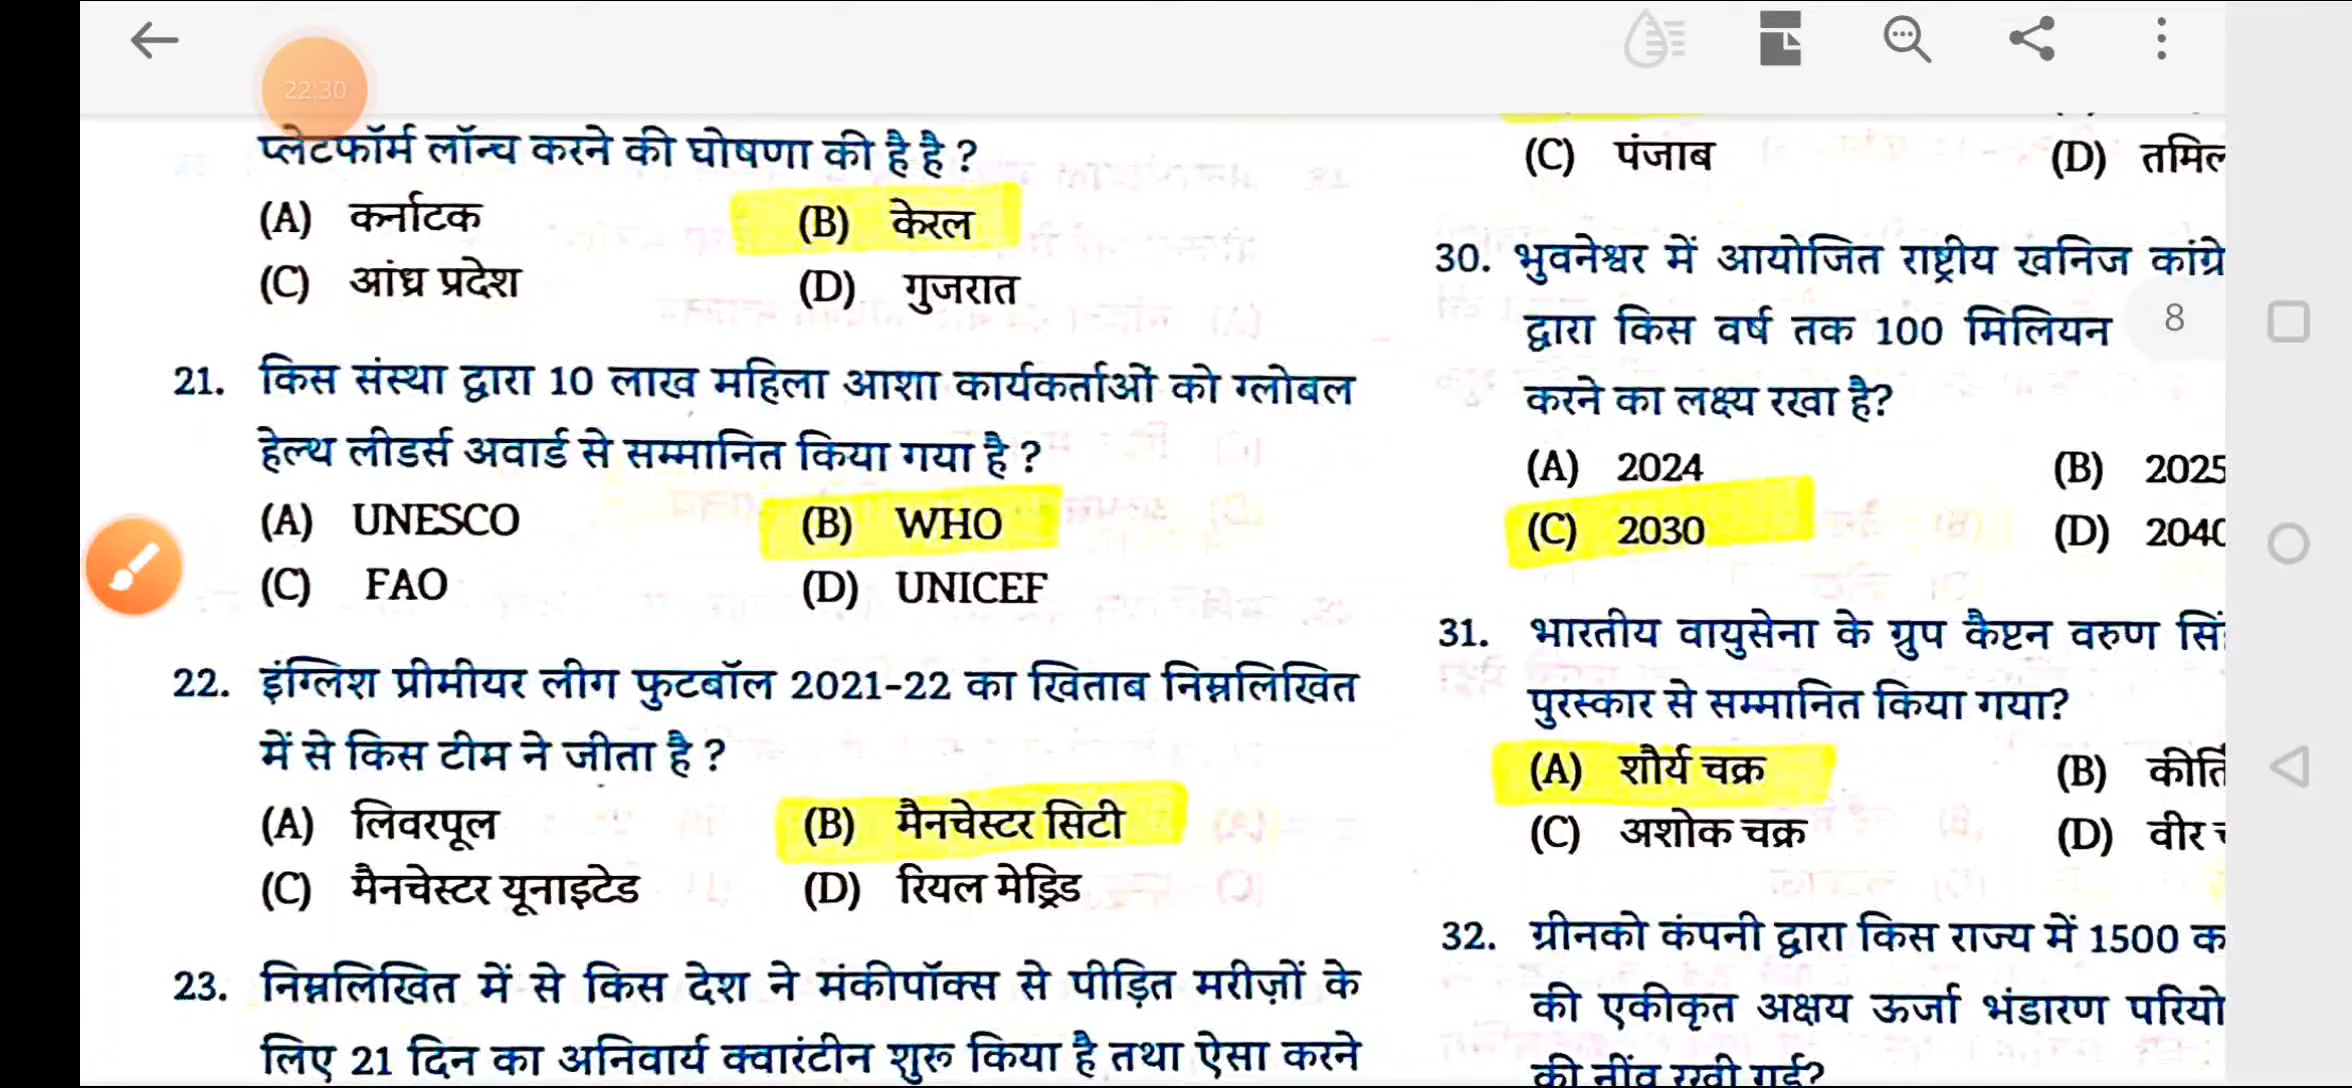 22:30
प्लेटफॉर्म लॉन्च करने की घोषणा की है है ?
(A) कर्नाटक (B) केरल
(C) आंध्र प्रदेश (D) गुजरात
21. किस संस्था द्वारा 10 लाख महिला आशा कार्यकर्ताओं को ग्लोबल
हेल्थ लीडर्स अवार्ड से सम्मानित किया गया है ?
(A) UNESCO (B) WHO
(C) FAO (D) UNICEF
22. इंग्लिश प्रीमीयर लीग फुटबॉल 2021-22 का खिताब निम्नलिखित
में से किस टीम ने जीता है ?
(A) लिवरपूल (B) मैनचेस्टर सिटी
(C) मैनचेस्टर यूनाइटेड (D) रियल मेड्रिड
23. निम्नलिखित में से किस देश ने मंकीपॉक्स से पीड़ित मरीज़ों के
लिए 21 दिन का अनिवार्य क्वारंटीन शुरू किया है तथा ऐसा करने
(C) पंजाब (D) तमिल
30. भुवनेश्वर में आयोजित राष्ट्रीय खनिज कांग्रे
द्वारा किस वर्ष तक 100 मिलियन
8
करने का लक्ष्य रखा है?
(A) 2024 (B) 2025
(C) 2030 (D) 2040
31. भारतीय वायुसेना के ग्रुप कैप्टन वरुण सिं
पुरस्कार से सम्मानित किया गया?
(A) शौर्य चक्र (B) कीर्ति
(C) अशोक चक्र (D) वीर
32. ग्रीनको कंपनी द्वारा किस राज्य में 1500 क
की एकीकृत अक्षय ऊर्जा भंडारण परियो
की नींव रखी गई?